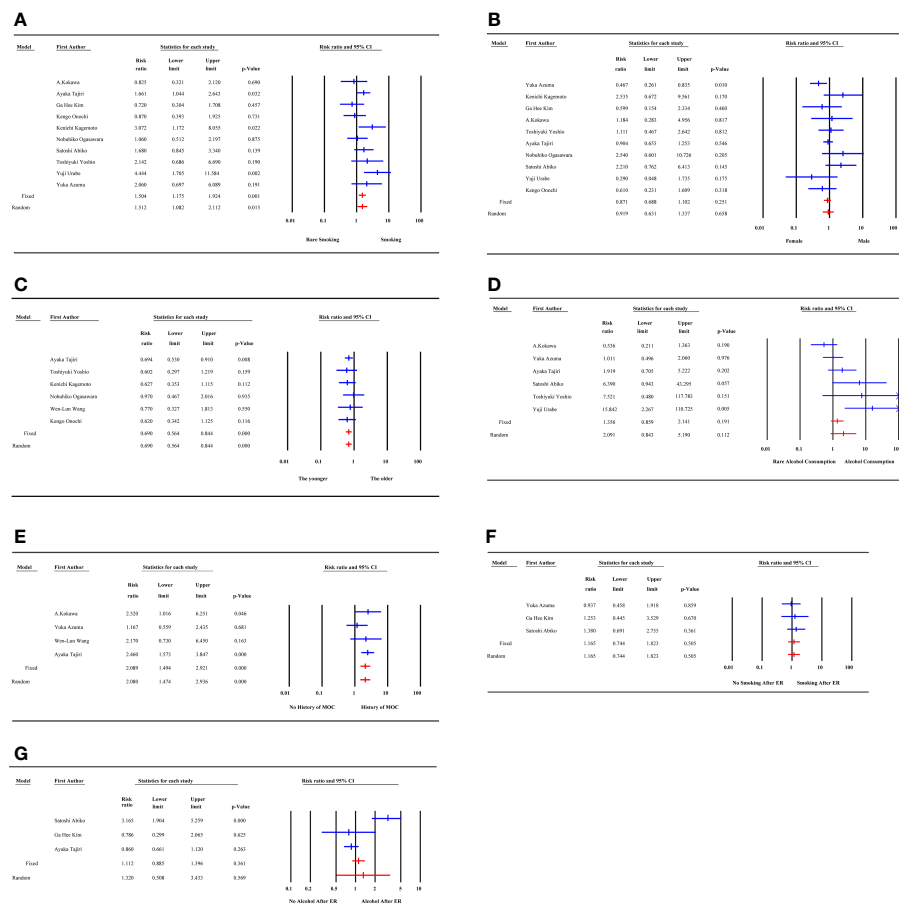 A
Model First Author Statistics for each study Risk ratio and 95% CI
Risk ratio Lower limit Upper limit p-Value
A.Kokawa 0.825 0.321 2.120 0.690
Ayaka Tajiri 1.661 1.044 2.643 0.032
Ga Hee Kim 0.720 0.304 1.708 0.457
Kengo Onochi 0.870 0.393 1.925 0.731
Kenichi Kagemoto 3.072 1.172 8.055 0.022
Nobuhiko Ogasawara 1.060 0.512 2.197 0.875
Satoshi Abiko 1.680 0.845 3.340 0.139
Toshiyuki Yoshio 2.142 0.686 6.690 0.190
Yuji Urabe 4.444 1.705 11.584 0.002
Yuka Azuma 2.060 0.697 6.089 0.191
Fixed 1.504 1.175 1.924 0.001
Random 1.512 1.082 2.112 0.015
0.01 0.1 1 10 100
Rare Smoking Smoking
B
Model First Author Statistics for each study Risk ratio and 95% CI
Risk ratio Lower limit Upper limit p-Value
Yuka Azuma 0.467 0.261 0.835 0.010
Kenichi Kagemoto 2.535 0.672 9.561 0.170
Ga Hee Kim 0.599 0.154 2.334 0.460
A.Kokawa 1.184 0.283 4.956 0.817
Toshiyuki Yoshio 1.111 0.467 2.642 0.812
Ayaka Tajiri 0.904 0.653 1.253 0.546
Nobuhiko Ogasawara 2.540 0.601 10.726 0.205
Satoshi Abiko 2.210 0.762 6.413 0.145
Yuji Urabe 0.290 0.048 1.735 0.175
Kengo Onochi 0.610 0.231 1.609 0.318
Fixed 0.871 0.688 1.102 0.251
Random 0.919 0.631 1.337 0.658
0.01 0.1 1 10 100
Female Male
C
Model First Author Statistics for each study Risk ratio and 95% CI
Risk ratio Lower limit Upper limit p-Value
Ayaka Tajiri 0.694 0.530 0.910 0.008
Toshiyuki Yoshio 0.602 0.297 1.219 0.159
Kenichi Kagemoto 0.627 0.353 1.115 0.112
Nobuhiko Ogasawara 0.970 0.467 2.016 0.935
Wen-Lun Wang 0.770 0.327 1.813 0.550
Kengo Onochi 0.620 0.342 1.125 0.116
Fixed 0.690 0.564 0.844 0.000
Random 0.690 0.564 0.844 0.000
0.01 0.1 1 10 100
The younger The older
D
Model First Author Statistics for each study Risk ratio and 95% CI
Risk ratio Lower limit Upper limit p-Value
A.Kokawa 0.536 0.211 1.363 0.190
Yuka Azuma 1.011 0.496 2.060 0.976
Ayaka Tajiri 1.919 0.705 5.222 0.202
Satoshi Abiko 6.390 0.943 43.295 0.057
Toshiyuki Yoshio 7.521 0.480 117.783 0.151
Yuji Urabe 15.842 2.267 110.725 0.005
Fixed 1.356 0.859 2.141 0.191
Random 2.091 0.843 5.190 0.112
0.01 0.1 1 10 100
Rare Alcohol Consumption Alcohol Consumption
E
Model First Author Statistics for each study Risk ratio and 95% CI
Risk ratio Lower limit Upper limit p-Value
A.Kokawa 2.520 1.016 6.251 0.046
Yuka Azuma 1.167 0.559 2.435 0.681
Wen-Lun Wang 2.170 0.730 6.450 0.163
Ayaka Tajiri 2.460 1.573 3.847 0.000
Fixed 2.089 1.494 2.921 0.000
Random 2.080 1.474 2.936 0.000
0.01 0.1 1 10 100
No History of MOC History of MOC
F
Model First Author Statistics for each study Risk ratio and 95% CI
Risk ratio Lower limit Upper limit p-Value
Yuka Azuma 0.937 0.458 1.918 0.859
Ga Hee Kim 1.253 0.445 3.529 0.670
Satoshi Abiko 1.380 0.691 2.755 0.361
Fixed 1.165 0.744 1.823 0.505
Random 1.165 0.744 1.823 0.505
0.01 0.1 1 10 100
No Smoking After ER Smoking After ER
G
Model First Author Statistics for each study Risk ratio and 95% CI
Risk ratio Lower limit Upper limit p-Value
Satoshi Abiko 3.165 1.904 5.259 0.000
Ga Hee Kim 0.786 0.299 2.065 0.625
Ayaka Tajiri 0.860 0.661 1.120 0.263
Fixed 1.112 0.885 1.396 0.361
Random 1.320 0.508 3.433 0.569
0.1 0.2 0.5 1 2 5 10
No Alcohol After ER Alcohol After ER